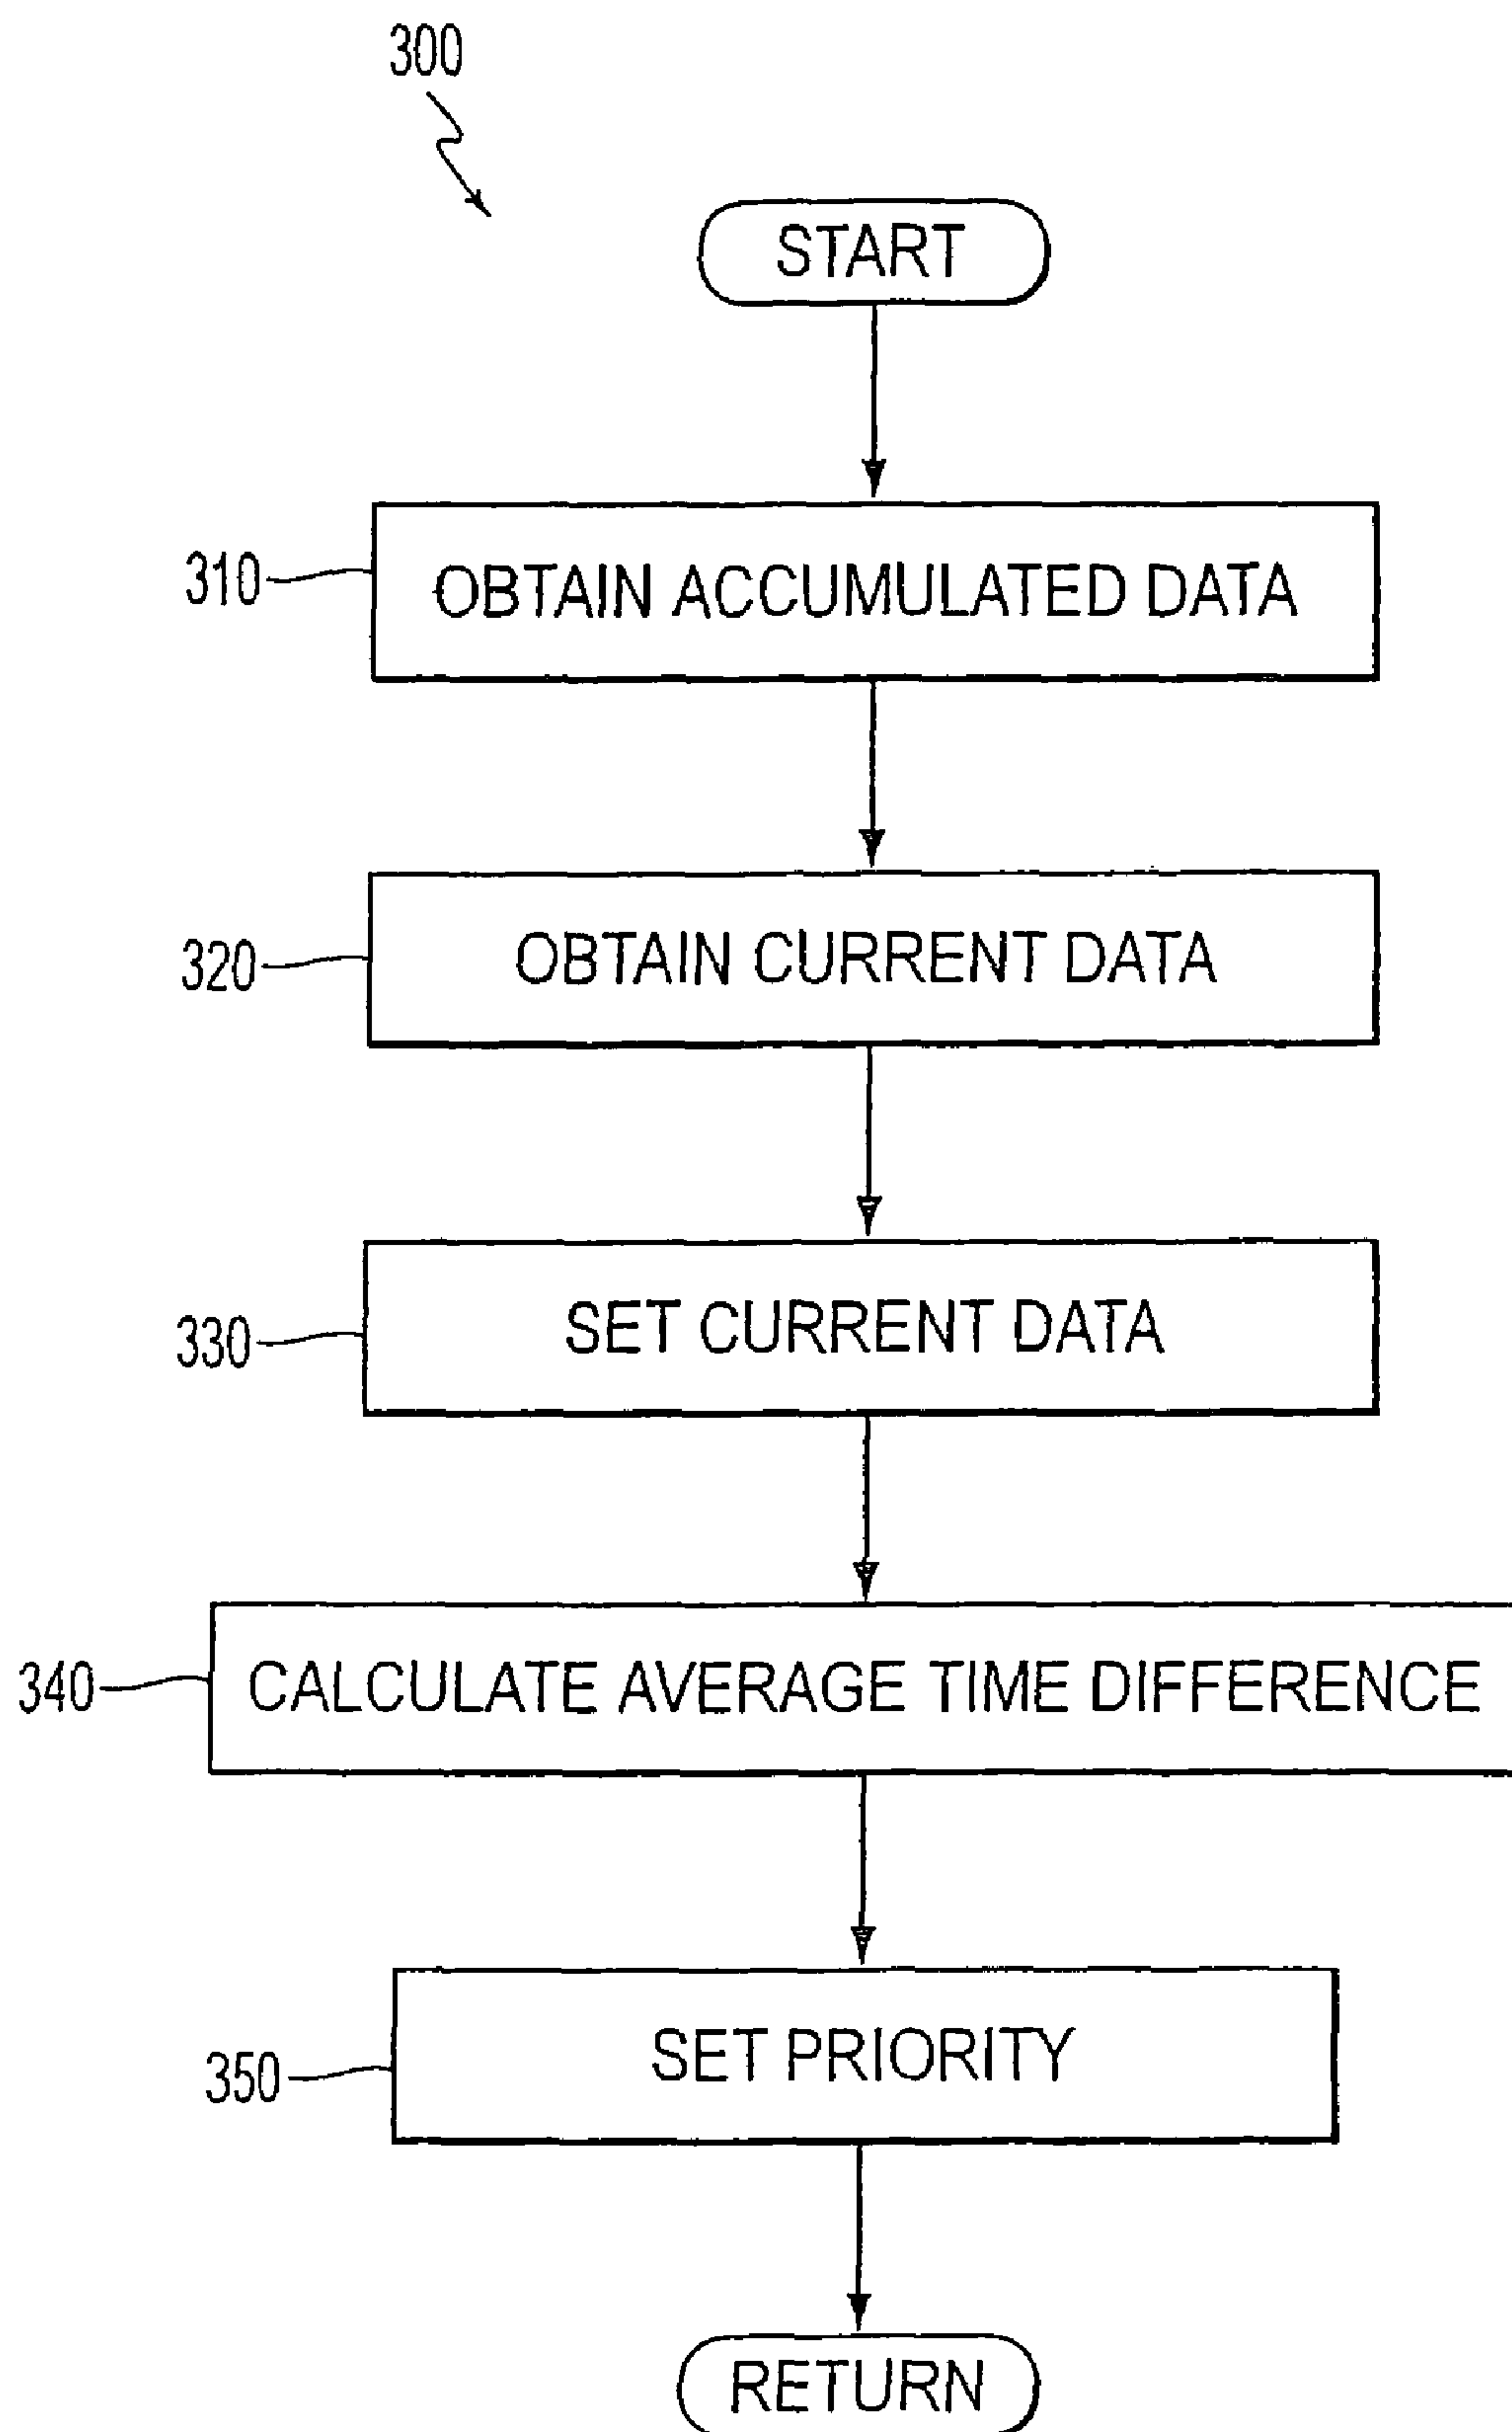 300
START
310 OBTAIN ACCUMULATED DATA
320 OBTAIN CURRENT DATA
330 SET CURRENT DATA
340 CALCULATE AVERAGE TIME DIFFERENCE
350 SET PRIORITY
RETURN